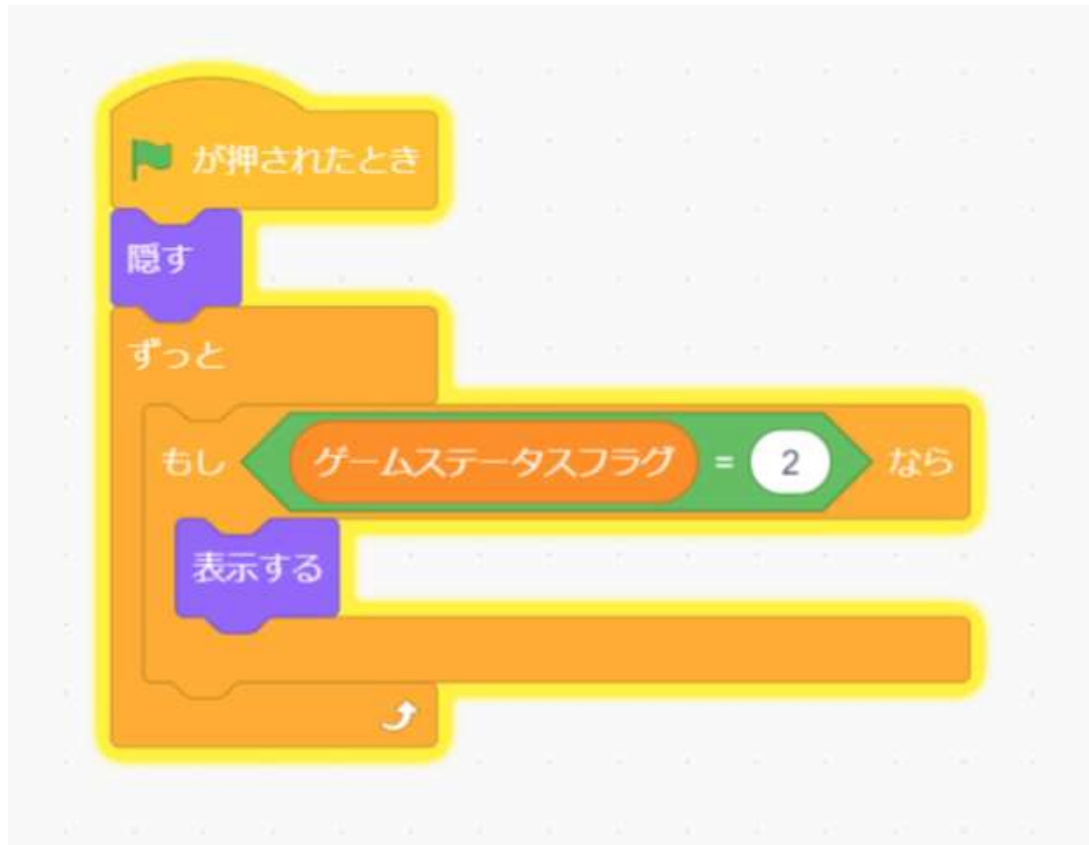 が押されたとき
隠す
ずっと
もし ゲームステータスフラグ = 2 なら
表示する